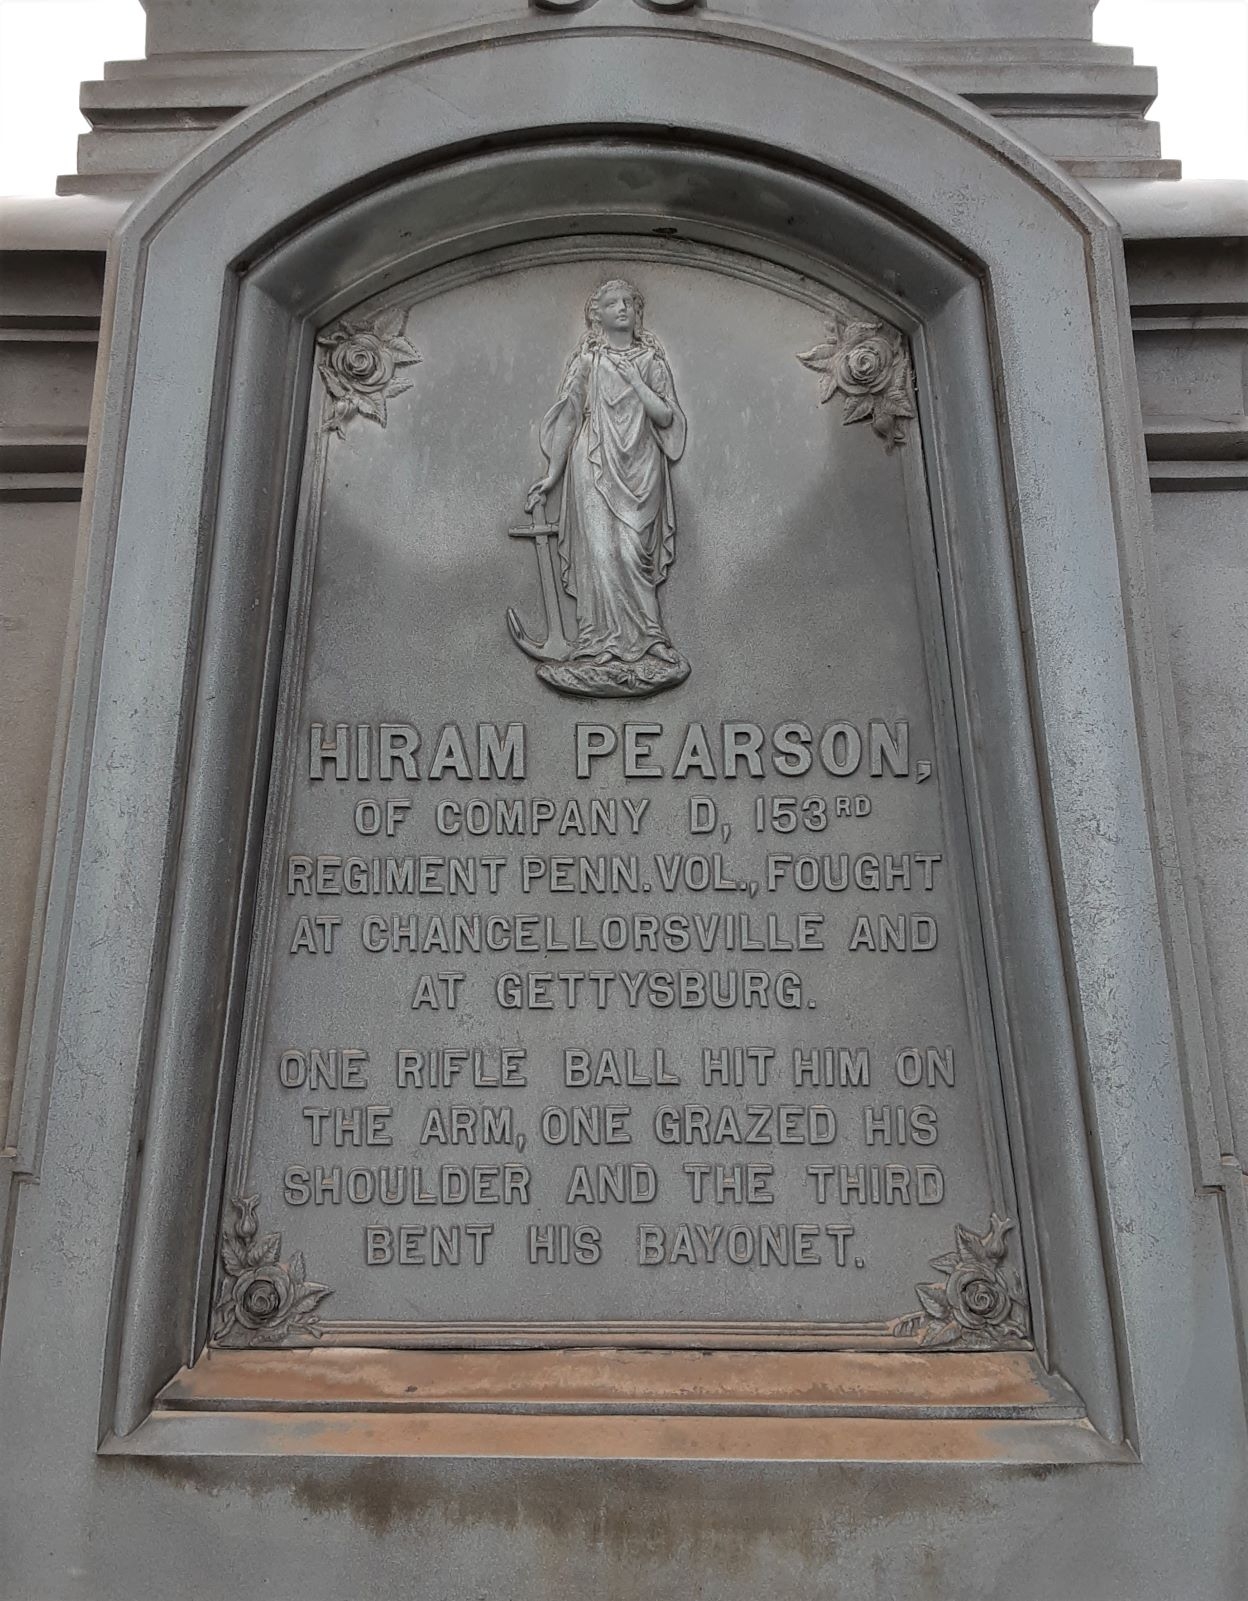 HIRAM PEARSON,
OF COMPANY D, 153RD
REGIMENT PENN. VOL., FOUGHT
AT CHANCELLORSVILLE AND
AT GETTYSBURG.
ONE RIFLE BALL HIT HIM ON
THE ARM, ONE GRAZED HIS
SHOULDER AND THE THIRD
BENT HIS BAYONET.